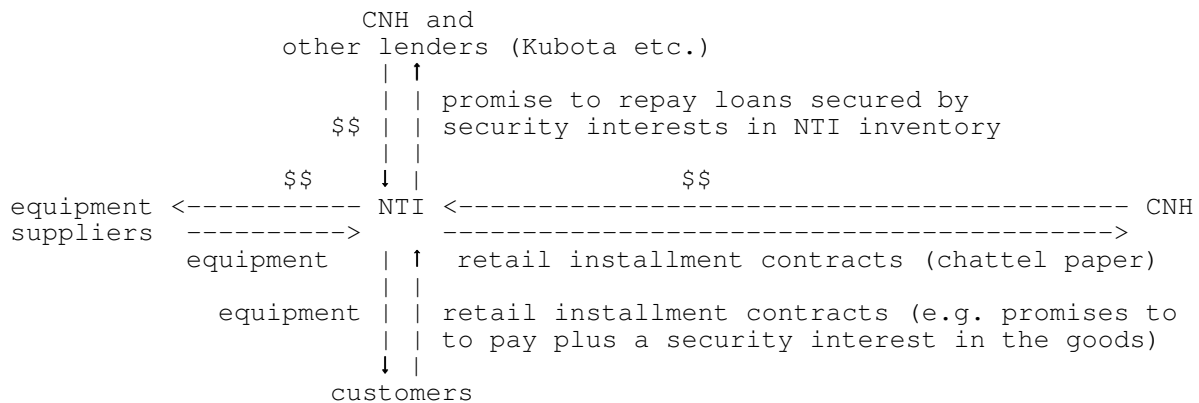 CNH and
other lenders (Kubota etc.)
| ↑
| | promise to repay loans secured by
$$ | | security interests in NTI inventory
| |
$$ ↓ | $$
equipment <----------- NTI <------------------------------------------ CNH
suppliers ----------> ------------------------------------------>
equipment | ↑ retail installment contracts (chattel paper)
| |
equipment | | retail installment contracts (e.g. promises to
| | to pay plus a security interest in the goods)
↓ |
customers